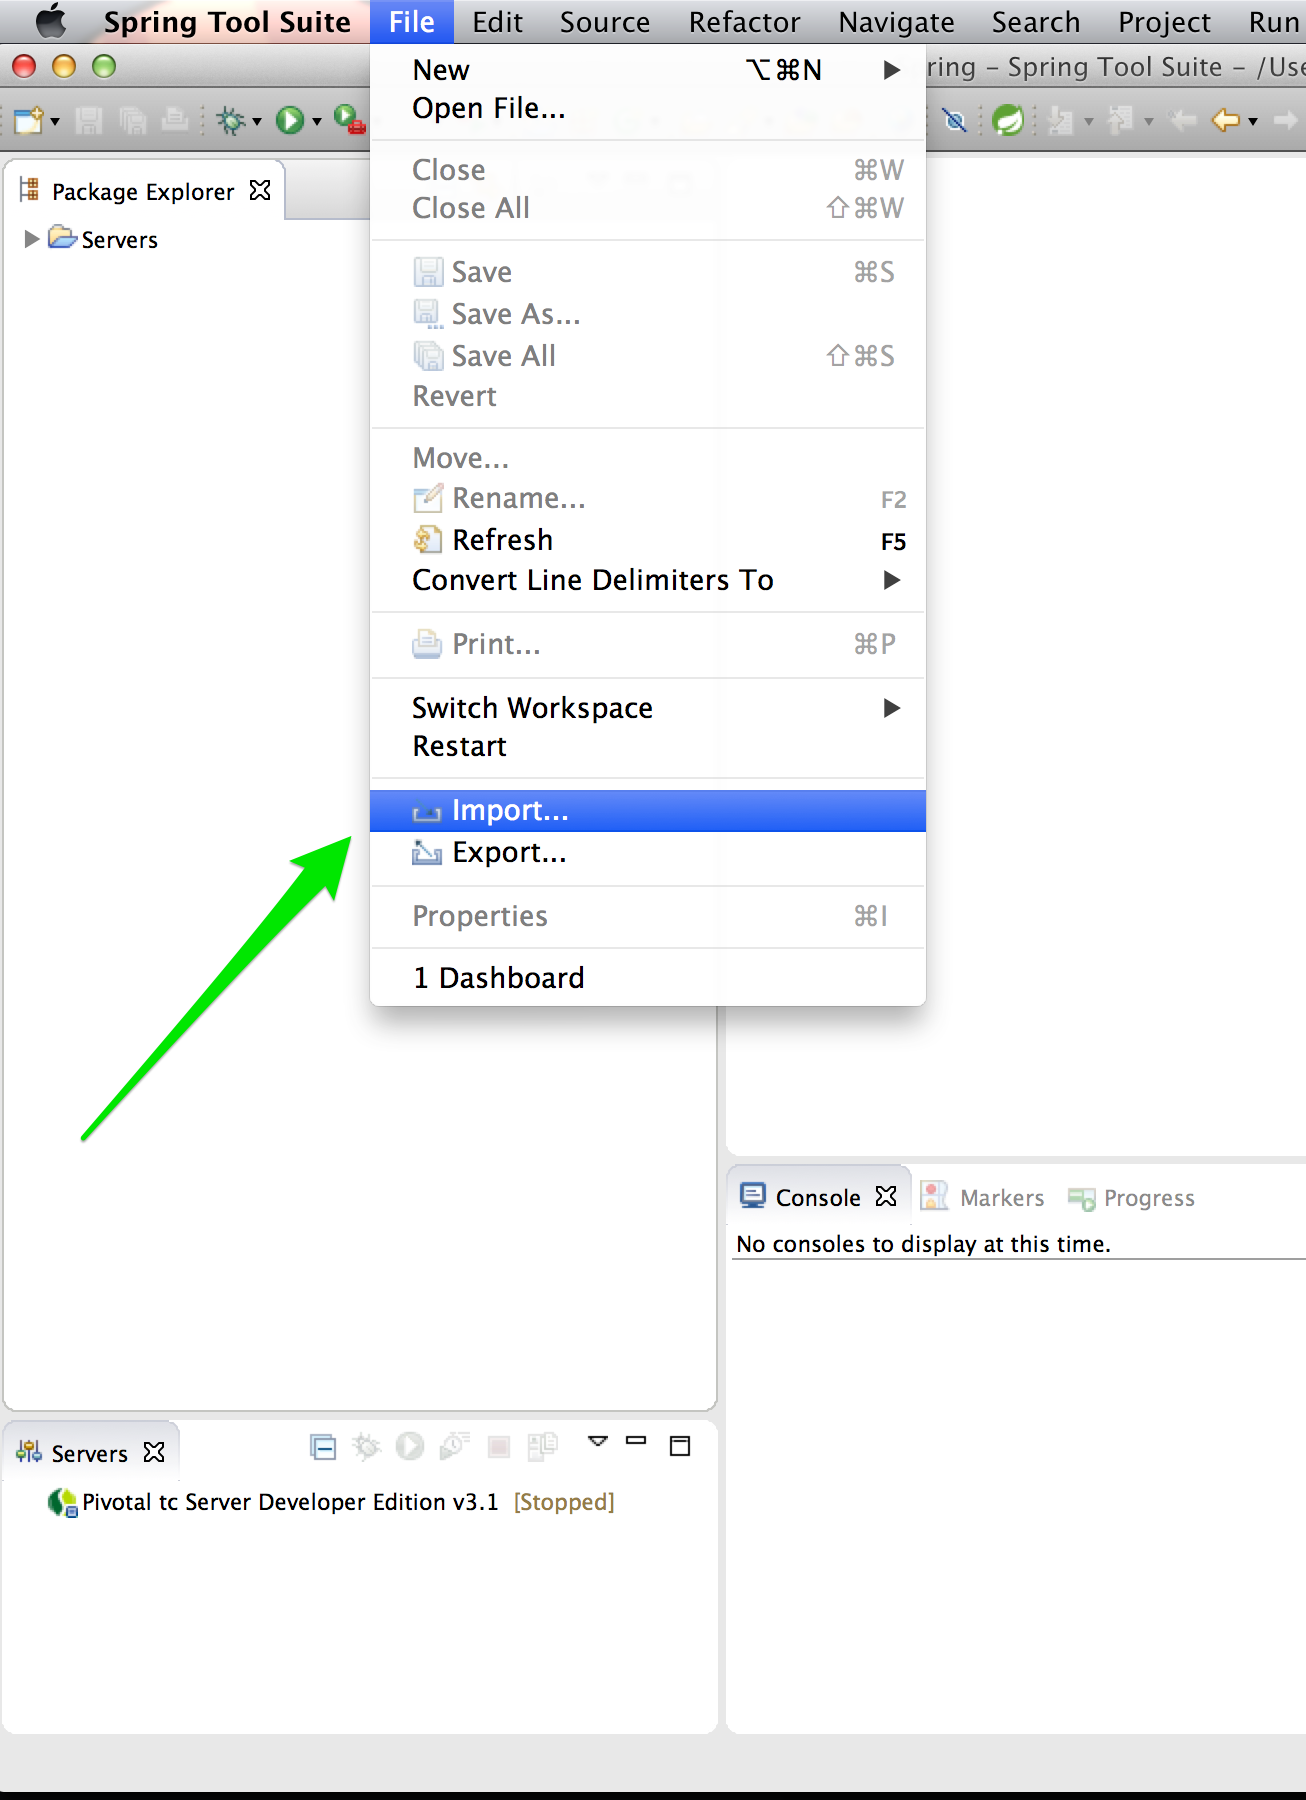 Spring Tool Suite File Edit Source Refactor Navigate Search Project Run
ring – Spring Tool Suite – /Use
New ⌥⌘N
Open File...
Close ⌘W
Close All ⇧⌘W
Save ⌘S
Save As...
Save All ⇧⌘S
Revert
Move...
Rename... F2
Refresh F5
Convert Line Delimiters To
Print... ⌘P
Switch Workspace
Restart
Import...
Export...
Properties ⌘I
1 Dashboard
Package Explorer
Servers
Console Markers Progress
No consoles to display at this time.
Servers
Pivotal tc Server Developer Edition v3.1 [Stopped]